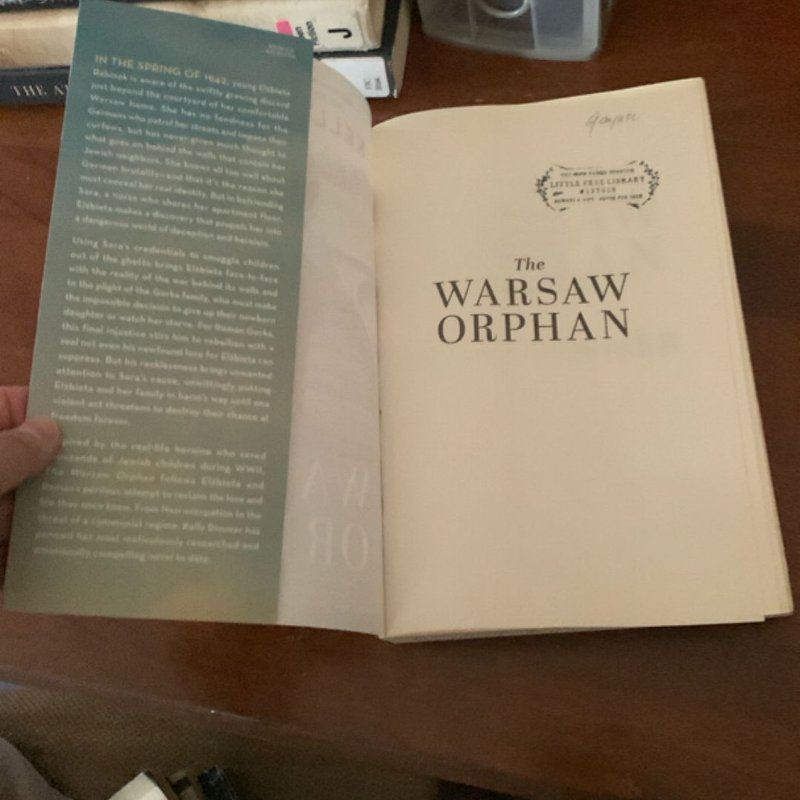 THE A
J
IN THE SPRING OF 1942, young Elżbieta
Rabinek is aware of the swiftly growing discord
just beyond the courtyard of her comfortable
Warsaw home. She has no fondness for the
Germans who patrol her streets and impose their
curfews, but has never given much thought to
what goes on behind the walls that contain her
Jewish neighbors. She knows all too well about
German brutality—and that it's the reason she
must conceal her real identity. But in befriending
Sara, a nurse who shares her apartment floor,
Elżbieta makes a discovery that propels her into
a dangerous world of deception and heroism.
Using Sara's credentials to smuggle children
out of the ghetto brings Elżbieta face-to-face
with the reality of the war behind its walls and
to the plight of the Gorka family, who must make
the impossible decision to give up their newborn
daughter or watch her starve. For Roman Gorka,
this final injustice stirs him to rebellion with a
zeal not even his newfound love for Elżbieta can
suppress. But his recklessness brings unwanted
attention to Sara's cause, unwittingly putting
Elżbieta and her family in harm's way until one
violent act threatens to destroy their chance at
freedom forever.
pired by the real-life heroine who saved
ousands of Jewish children during WWII,
The Warsaw Orphan follows Elżbieta and
Roman's perilous attempt to reclaim the love and
life they once knew. From Nazi occupation to the
threat of a communist regime, Kelly Rimmer has
penned her most meticulously researched and
emotionally compelling novel to date.
LITTLE FREE LIBRARY
ALWAYS A GIFT · NEVER FOR SALE
The
WARSAW
ORPHAN